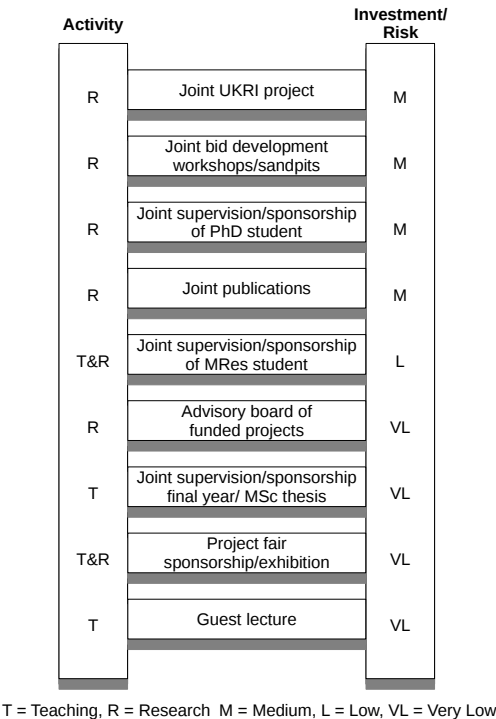 Activity
Investment/
Risk
R
Joint UKRI project
M
R
Joint bid development
workshops/sandpits
M
R
Joint supervision/sponsorship
of PhD student
M
R
Joint publications
M
T&R
Joint supervision/sponsorship
of MRes student
L
R
Advisory board of
funded projects
VL
T
Joint supervision/sponsorship
final year/ MSc thesis
VL
T&R
Project fair
sponsorship/exhibition
VL
T
Guest lecture
VL
T = Teaching, R = Research  M = Medium, L = Low, VL = Very Low